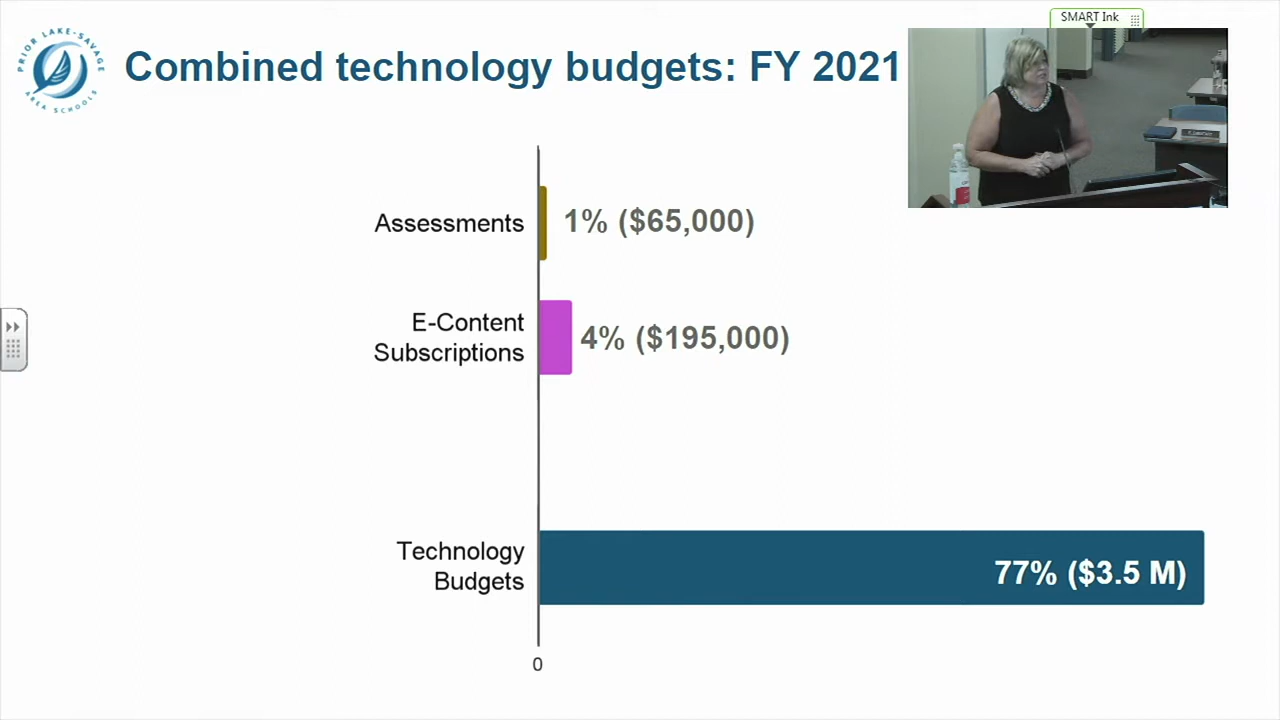 SMART Ink
PRIOR LAKE-SAVAGE
AREA SCHOOLS
Combined technology budgets: FY 2021
Assessments
1% ($65,000)
E-Content
Subscriptions
4% ($195,000)
Technology
Budgets
77% ($3.5 M)
0